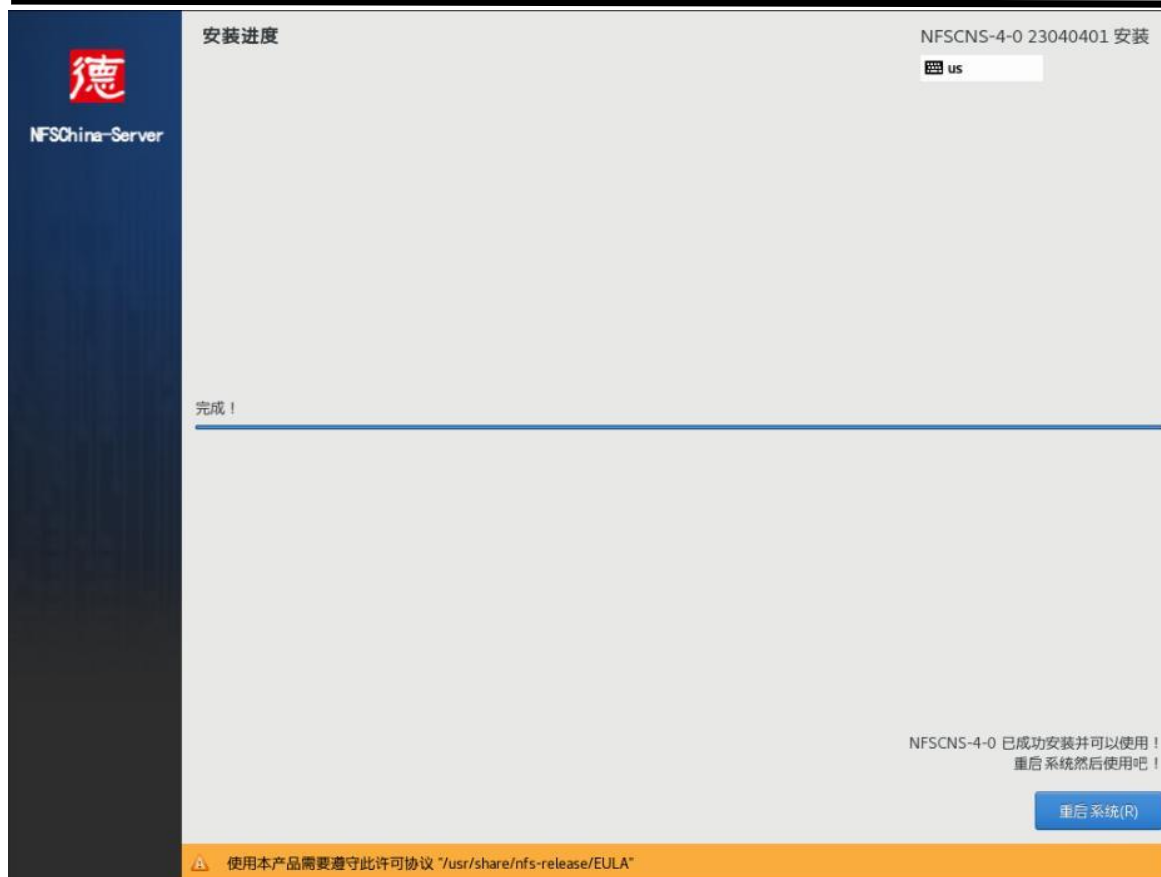 德
NFSChina-Server
安装进度
NFSCNS-4-0 23040401 安装
us
完成！
NFSCNS-4-0 已成功安装并可以使用！
重启系统然后使用吧！
重启系统(R)
使用本产品需要遵守此许可协议 "/usr/share/nfs-release/EULA"